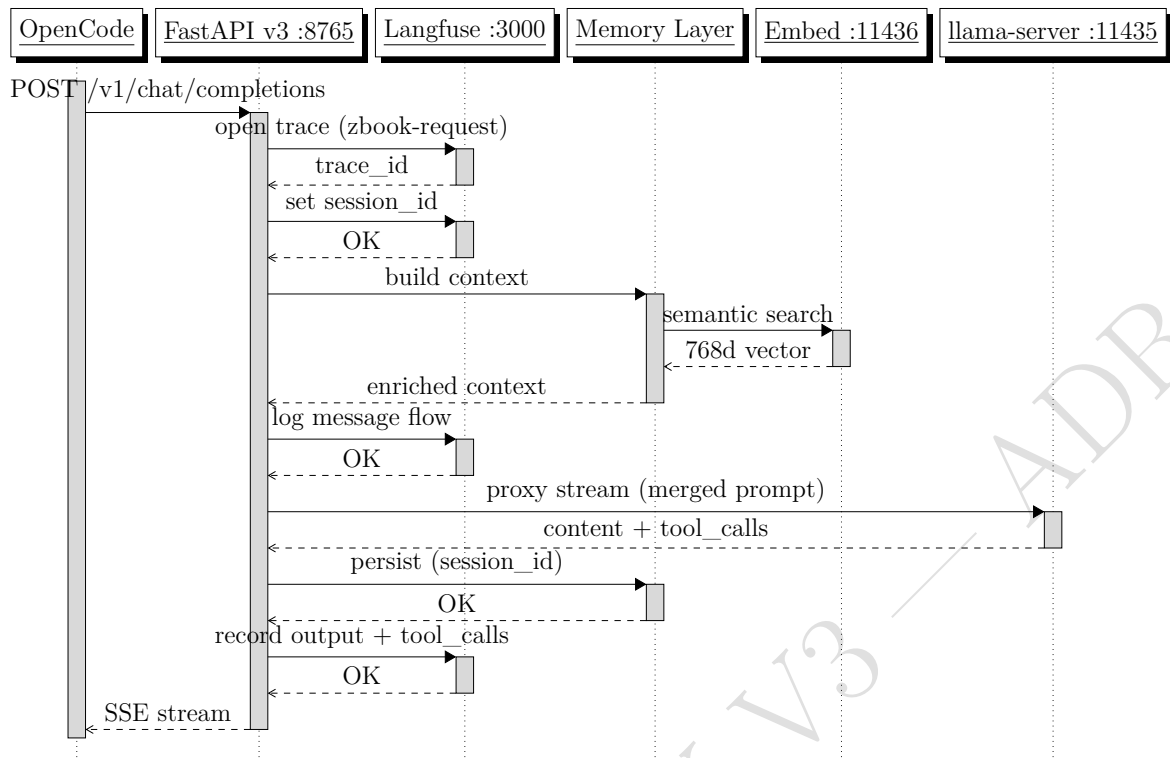 OpenCode
FastAPI v3 :8765
Langfuse :3000
Memory Layer
Embed :11436
llama-server :11435
POST /v1/chat/completions
open trace (zbook-request)
trace_id
set session_id
OK
build context
semantic search
768d vector
enriched context
log message flow
OK
proxy stream (merged prompt)
content + tool_calls
persist (session_id)
OK
record output + tool_calls
OK
SSE stream
V3 — ADR